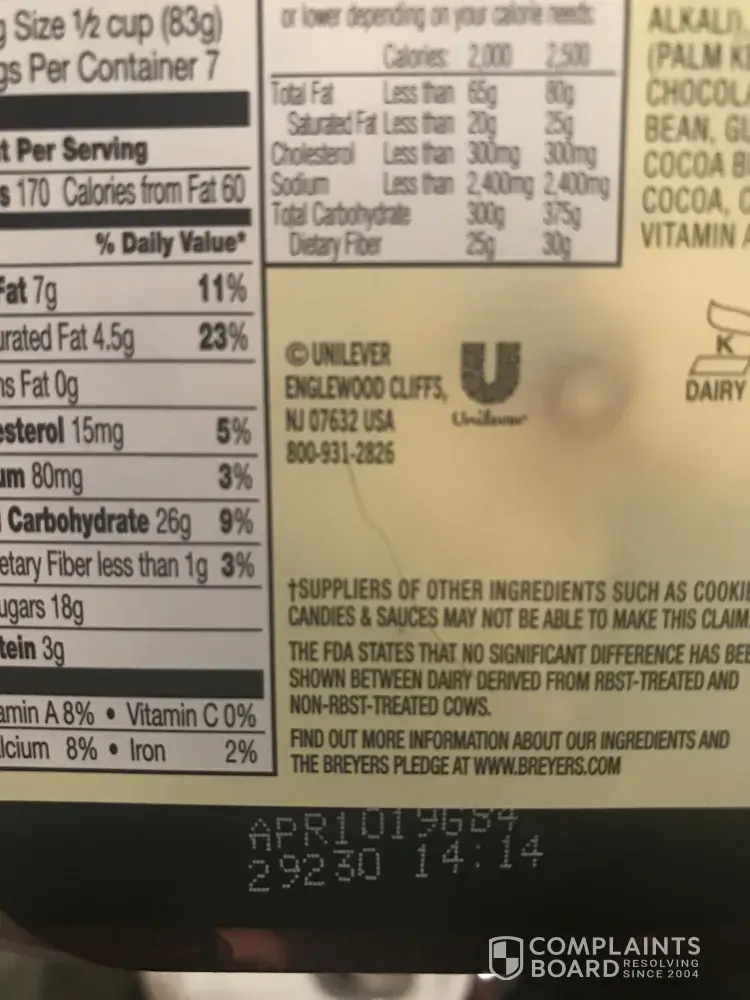 Size 1/2 cup (83g)
gs Per Container 7
t Per Serving
s 170 Calories from Fat 60
% Daily Value*
Fat 7g 11%
urated Fat 4.5g 23%
ns Fat 0g
esterol 15mg 5%
um 80mg 3%
Carbohydrate 26g 9%
etary Fiber less than 1g 3%
ugars 18g
tein 3g
amin A 8% • Vitamin C 0%
lcium 8% • Iron 2%
or lower depending on your calorie needs:
Calories: 2,000 2,500
Total Fat Less than 65g 80g
Saturated Fat Less than 20g 25g
Cholesterol Less than 300mg 300mg
Sodium Less than 2,400mg 2,400mg
Total Carbohydrate 300g 375g
Dietary Fiber 25g 30g
ALKALI),
(PALM KE
CHOCOLA
BEAN, GU
COCOA B
COCOA, C
VITAMIN A
© UNILEVER
ENGLEWOOD CLIFFS,
NJ 07632 USA
800-931-2826
Unilever
K
DAIRY
†SUPPLIERS OF OTHER INGREDIENTS SUCH AS COOKIE
CANDIES & SAUCES MAY NOT BE ABLE TO MAKE THIS CLAIM.
THE FDA STATES THAT NO SIGNIFICANT DIFFERENCE HAS BEE
SHOWN BETWEEN DAIRY DERIVED FROM RBST-TREATED AND
NON-RBST-TREATED COWS.
FIND OUT MORE INFORMATION ABOUT OUR INGREDIENTS AND
THE BREYERS PLEDGE AT WWW.BREYERS.COM
APR1019GB4
29230 14:14
COMPLAINTS
BOARD RESOLVING
SINCE 2004